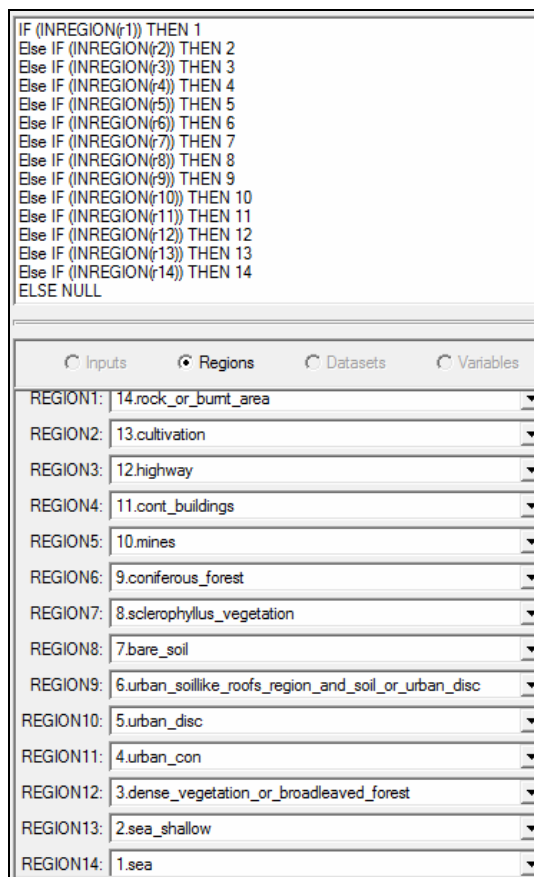 IF (INREGION(r1)) THEN 1
Else IF (INREGION(r2)) THEN 2
Else IF (INREGION(r3)) THEN 3
Else IF (INREGION(r4)) THEN 4
Else IF (INREGION(r5)) THEN 5
Else IF (INREGION(r6)) THEN 6
Else IF (INREGION(r7)) THEN 7
Else IF (INREGION(r8)) THEN 8
Else IF (INREGION(r9)) THEN 9
Else IF (INREGION(r10)) THEN 10
Else IF (INREGION(r11)) THEN 11
Else IF (INREGION(r12)) THEN 12
Else IF (INREGION(r13)) THEN 13
Else IF (INREGION(r14)) THEN 14
ELSE NULL
Inputs Regions Datasets Variables
REGION1: 14.rock_or_burnt_area
REGION2: 13.cultivation
REGION3: 12.highway
REGION4: 11.cont_buildings
REGION5: 10.mines
REGION6: 9.coniferous_forest
REGION7: 8.sclerophyllus_vegetation
REGION8: 7.bare_soil
REGION9: 6.urban_soillike_roofs_region_and_soil_or_urban_disc
REGION10: 5.urban_disc
REGION11: 4.urban_con
REGION12: 3.dense_vegetation_or_broadleaved_forest
REGION13: 2.sea_shallow
REGION14: 1.sea